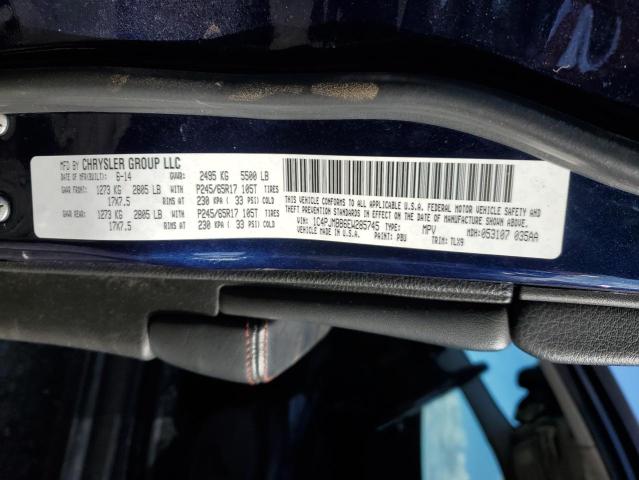 MFD BY CHRYSLER GROUP LLC
DATE OF MFR(BUILT): 6-14 GVWR: 2495 KG 5500 LB
GAWR FRONT: 1273 KG 2805 LB WITH P245/65R17 105T TIRES
17X7.5 RIMS AT 230 KPA ( 33 PSI) COLD
GAWR REAR: 1273 KG 2805 LB WITH P245/65R17 105T TIRES
17X7.5 RIMS AT 230 KPA ( 33 PSI) COLD
THIS VEHICLE CONFORMS TO ALL APPLICABLE U.S.A. FEDERAL MOTOR VEHICLE SAFETY AND
THEFT PREVENTION STANDARDS IN EFFECT ON THE DATE OF MANUFACTURE SHOWN ABOVE.
VIN: 1C4PJMBB6EW285745 TYPE: MPV MDH:053107 035AA
VEHICLE MADE IN U.S.A. PAINT: PBU TRIM: TLX9